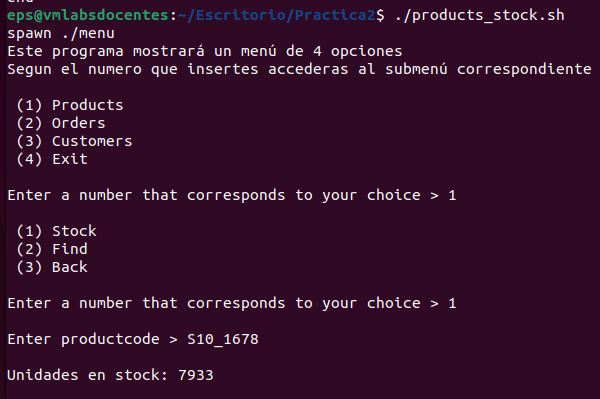 eps@vmlabsdocentes:~/Escritorio/Practica2$ ./products_stock.sh
spawn ./menu
Este programa mostrará un menú de 4 opciones
Segun el numero que insertes accederas al submenú correspondiente
(1) Products
(2) Orders
(3) Customers
(4) Exit
Enter a number that corresponds to your choice > 1
(1) Stock
(2) Find
(3) Back
Enter a number that corresponds to your choice > 1
Enter productcode > S10_1678
Unidades en stock: 7933